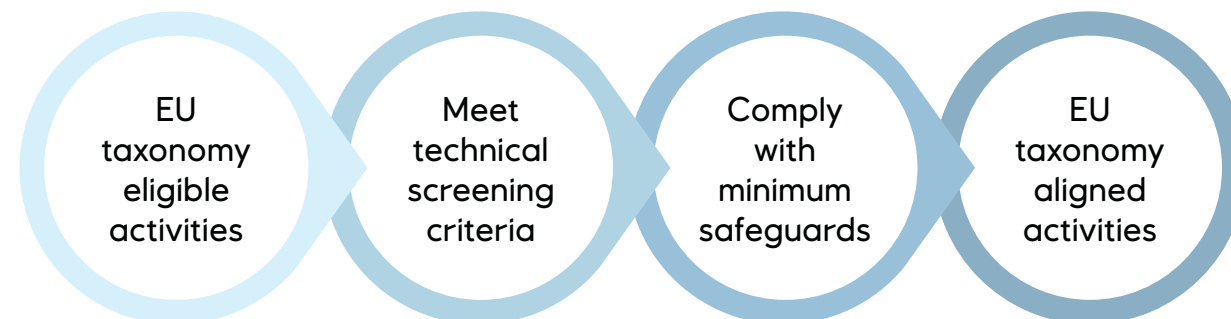 EU
taxonomy
eligible
activities
Meet
technical
screening
criteria
Comply
with
minimum
safeguards
EU
taxonomy
aligned
activities